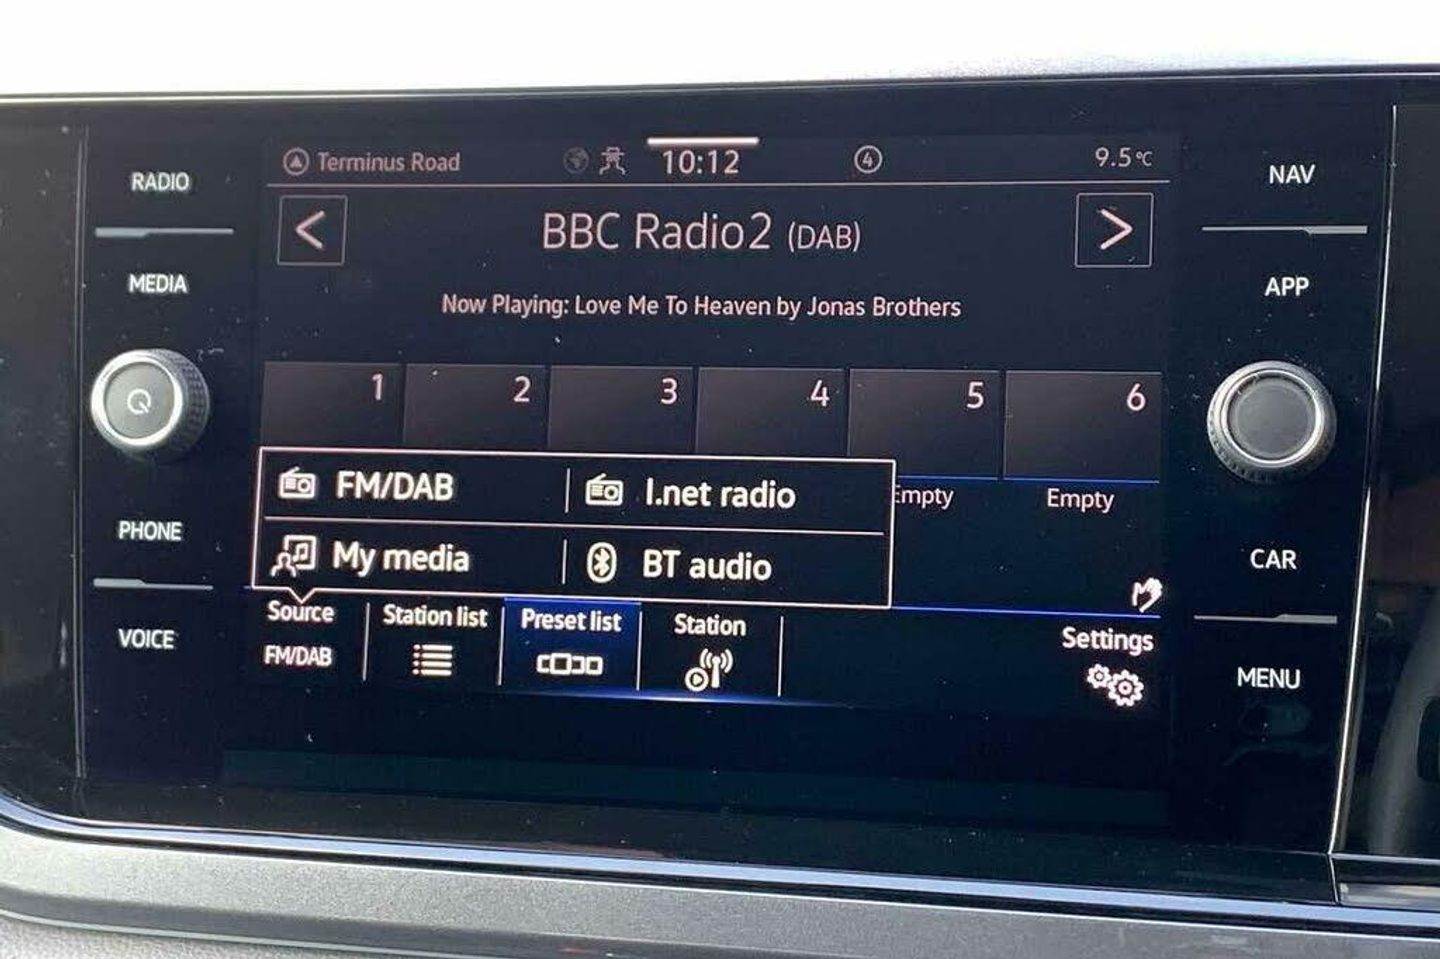 RADIO
MEDIA
PHONE
VOICE
Terminus Road
10:12
4
9.5°C
BBC Radio2 (DAB)
Now Playing: Love Me To Heaven by Jonas Brothers
1 2 3 4 5 6
FM/DAB
I.net radio
My media
BT audio
Empty
Empty
Source
FM/DAB
Station list
Preset list
Station
Settings
NAV
APP
CAR
MENU